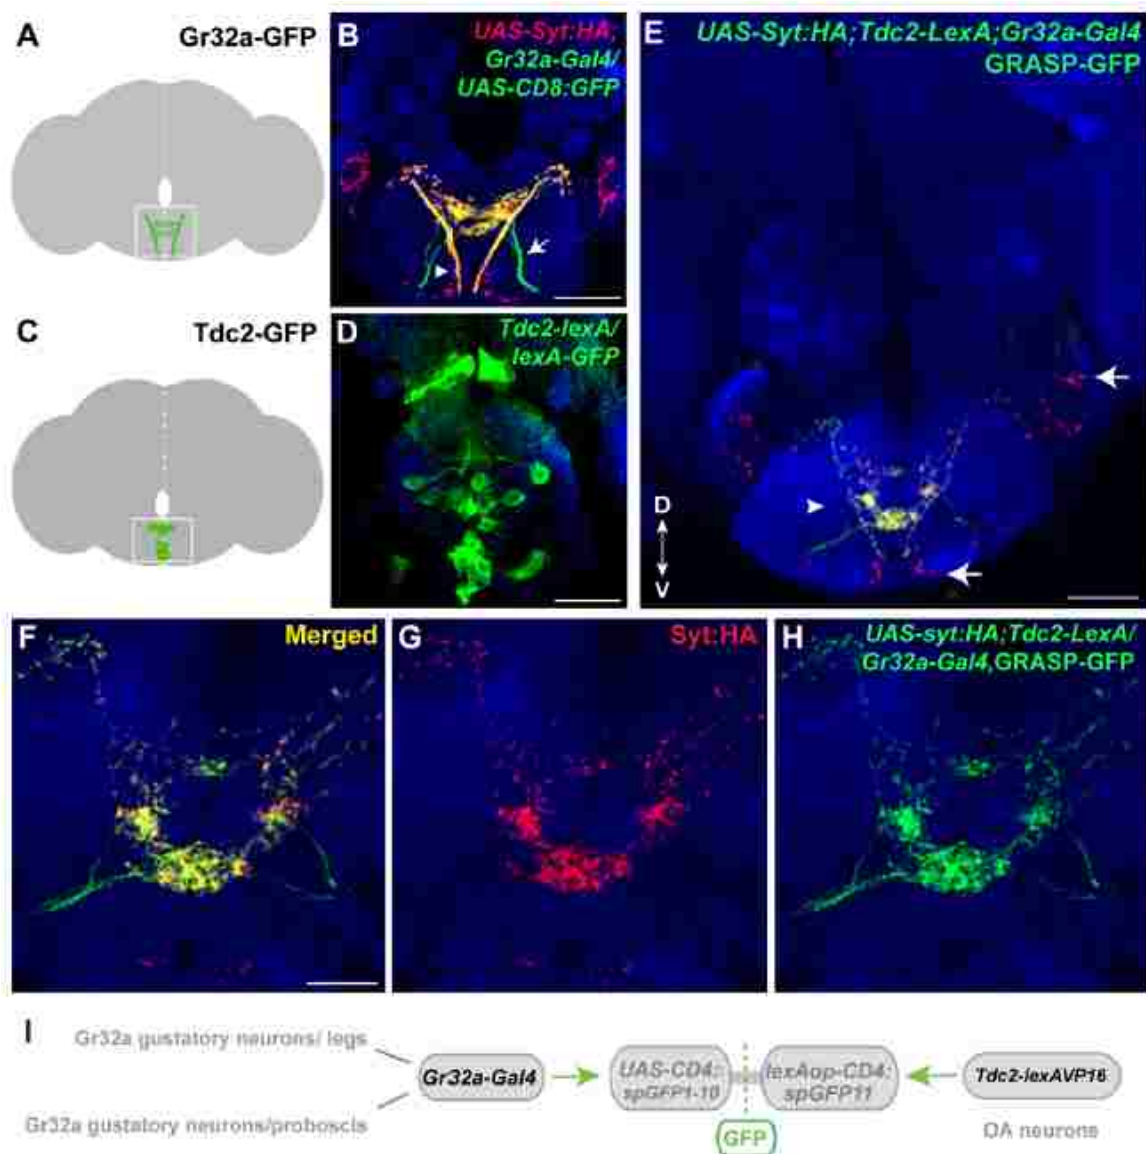 A
Gr32a-GFP
B
UAS-Syt:HA;
Gr32a-Gal4/
UAS-CD8:GFP
C
Tdc2-GFP
D
Tdc2-lexA/
lexA-GFP
E
UAS-Syt:HA;Tdc2-LexA;Gr32a-Gal4
GRASP-GFP
D
V
F
Merged
G
Syt:HA
H
UAS-syt:HA;Tdc2-LexA/
Gr32a-Gal4,GRASP-GFP
I
Gr32a gustatory neurons/ legs
Gr32a gustatory neurons/proboscis
Gr32a-Gal4
UAS-CD4:
spGFP1-10
lexAop-CD4:
spGFP11
GFP
Tdc2-lexAVP16
OA neurons